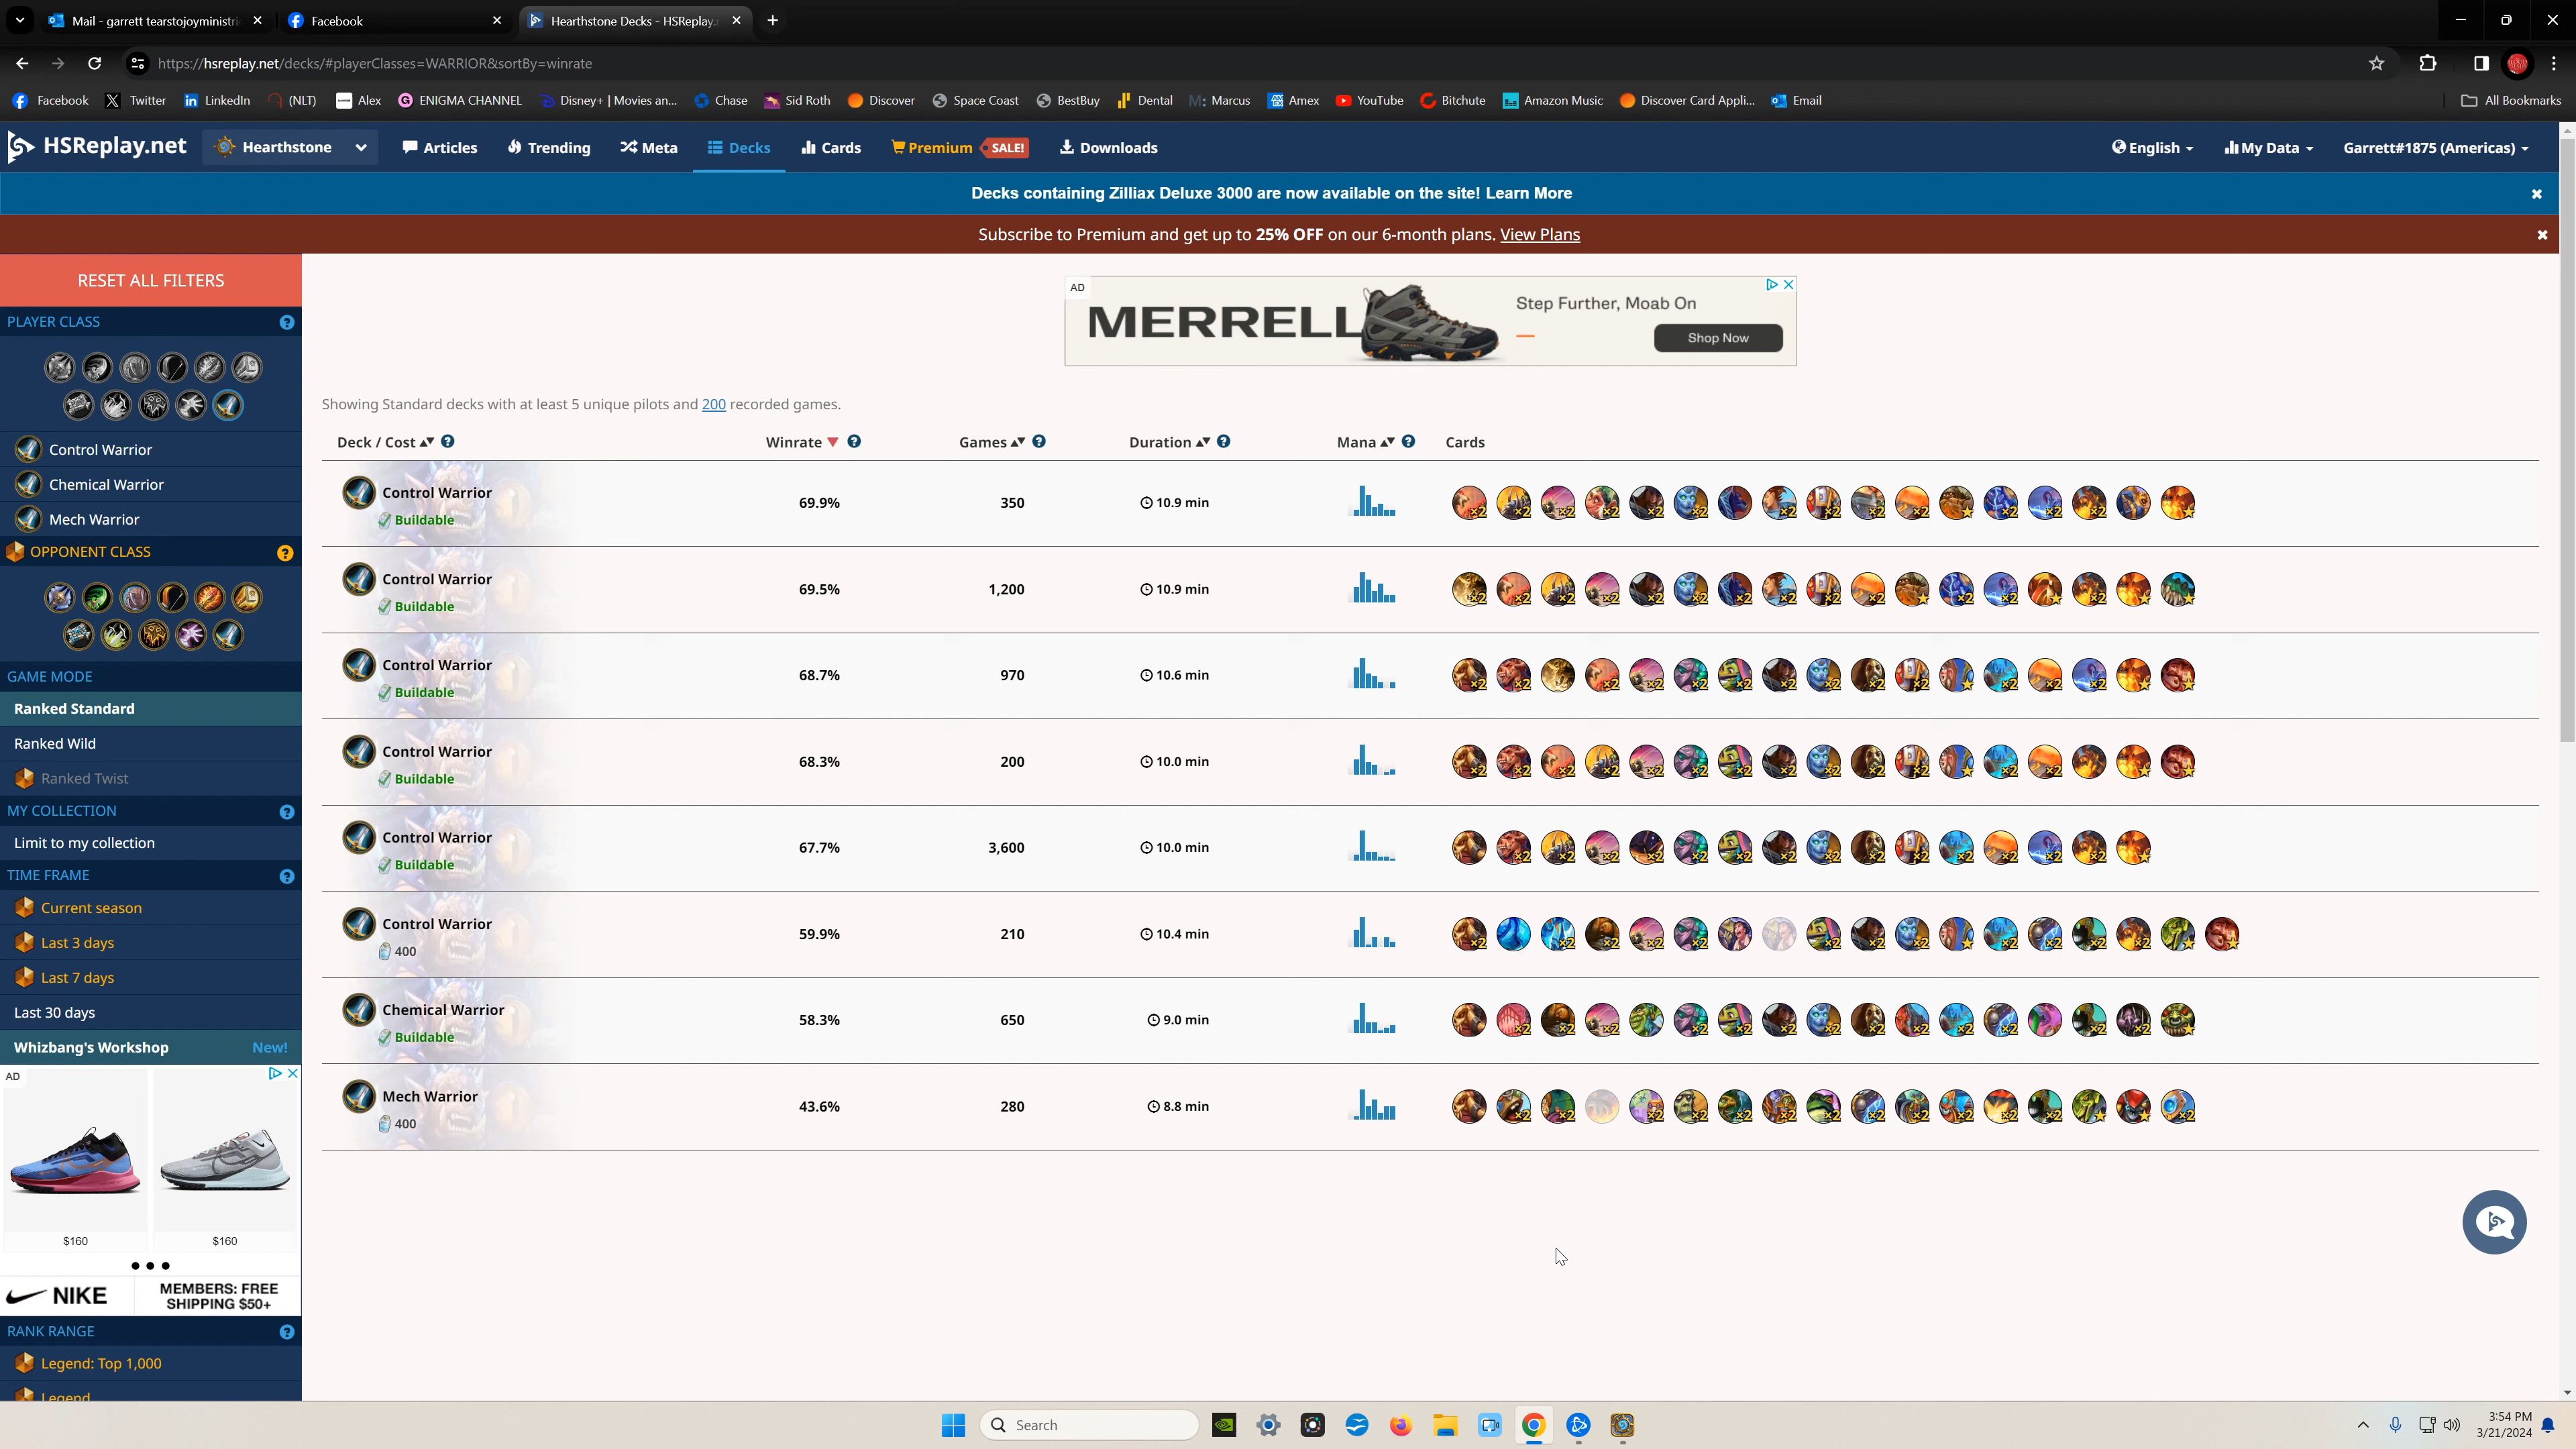 Mail - garrett tearstojoyministri
Facebook
Hearthstone Decks - HSReplay.
https://hsreplay.net/decks/#playerClasses=WARRIOR&sortBy=winrate
Facebook Twitter LinkedIn (NLT) Alex ENIGMA CHANNEL Disney+ | Movies an... Chase Sid Roth Discover Space Coast BestBuy Dental Marcus Amex YouTube Bitchute Amazon Music Discover Card Appli... Email All Bookmarks
HSReplay.net Hearthstone Articles Trending Meta Decks Cards Premium SALE! Downloads English My Data Garrett#1875 (Americas)
Decks containing Zilliax Deluxe 3000 are now available on the site! Learn More
Subscribe to Premium and get up to 25% OFF on our 6-month plans. View Plans
RESET ALL FILTERS
PLAYER CLASS
Control Warrior
Chemical Warrior
Mech Warrior
OPPONENT CLASS
GAME MODE
Ranked Standard
Ranked Wild
Ranked Twist
MY COLLECTION
Limit to my collection
TIME FRAME
Current season
Last 3 days
Last 7 days
Last 30 days
Whizbang's Workshop New!
AD
$160 $160
NIKE
MEMBERS: FREE
SHIPPING $50+
RANK RANGE
Legend: Top 1,000
Legend
AD
MERRELL
Step Further, Moab On
Shop Now
Showing Standard decks with at least 5 unique pilots and 200 recorded games.
Deck / Cost Winrate Games Duration Mana Cards
Control Warrior
Buildable
69.9% 350 10.9 min
Control Warrior
Buildable
69.5% 1,200 10.9 min
Control Warrior
Buildable
68.7% 970 10.6 min
Control Warrior
Buildable
68.3% 200 10.0 min
Control Warrior
Buildable
67.7% 3,600 10.0 min
Control Warrior
400
59.9% 210 10.4 min
Chemical Warrior
Buildable
58.3% 650 9.0 min
Mech Warrior
400
43.6% 280 8.8 min
Search
3:54 PM
3/21/2024